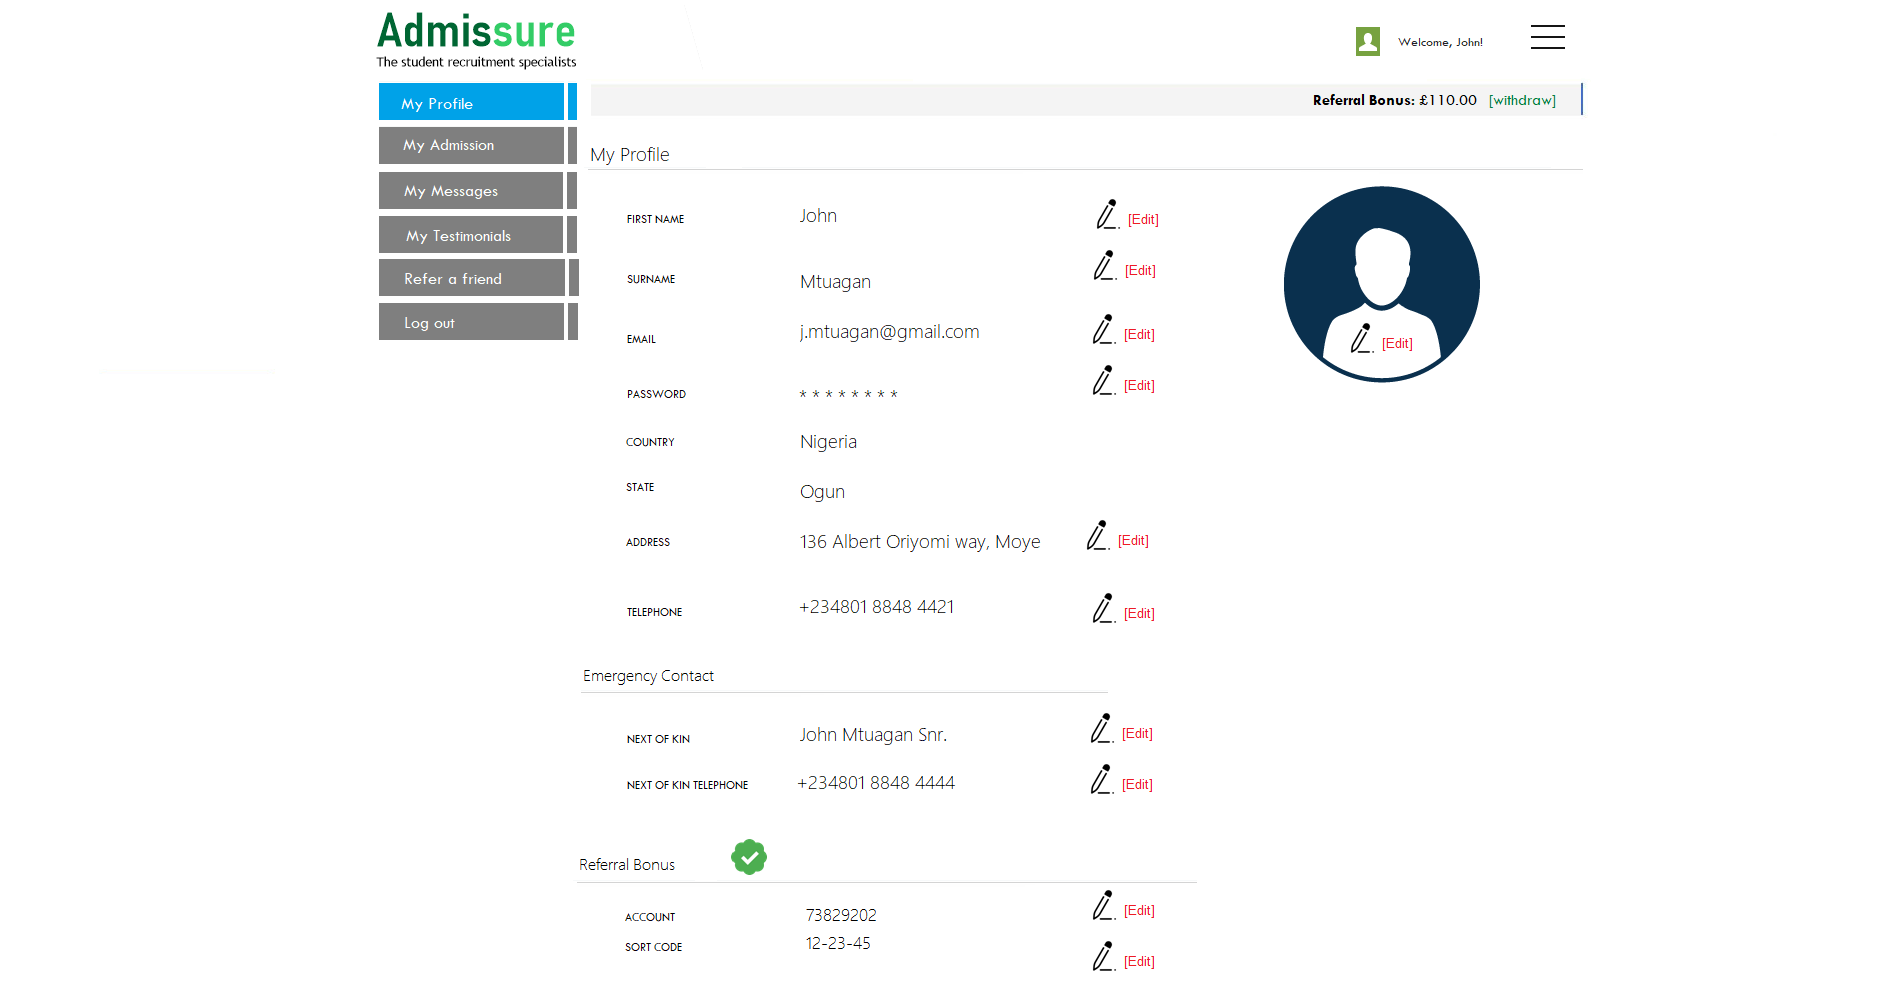 Admissure
The student recruitment specialists
Welcome, John!
My Profile
My Admission
My Messages
My Testimonials
Refer a friend
Log out
Referral Bonus: £110.00 [withdraw]
My Profile
FIRST NAME John [Edit]
SURNAME Mtuagan [Edit]
EMAIL j.mtuagan@gmail.com [Edit]
PASSWORD * * * * * * * * [Edit]
COUNTRY Nigeria
STATE Ogun
ADDRESS 136 Albert Oriyomi way, Moye [Edit]
TELEPHONE +234801 8848 4421 [Edit]
[Edit]
Emergency Contact
NEXT OF KIN John Mtuagan Snr. [Edit]
NEXT OF KIN TELEPHONE +234801 8848 4444 [Edit]
Referral Bonus
ACCOUNT 73829202 [Edit]
SORT CODE 12-23-45 [Edit]